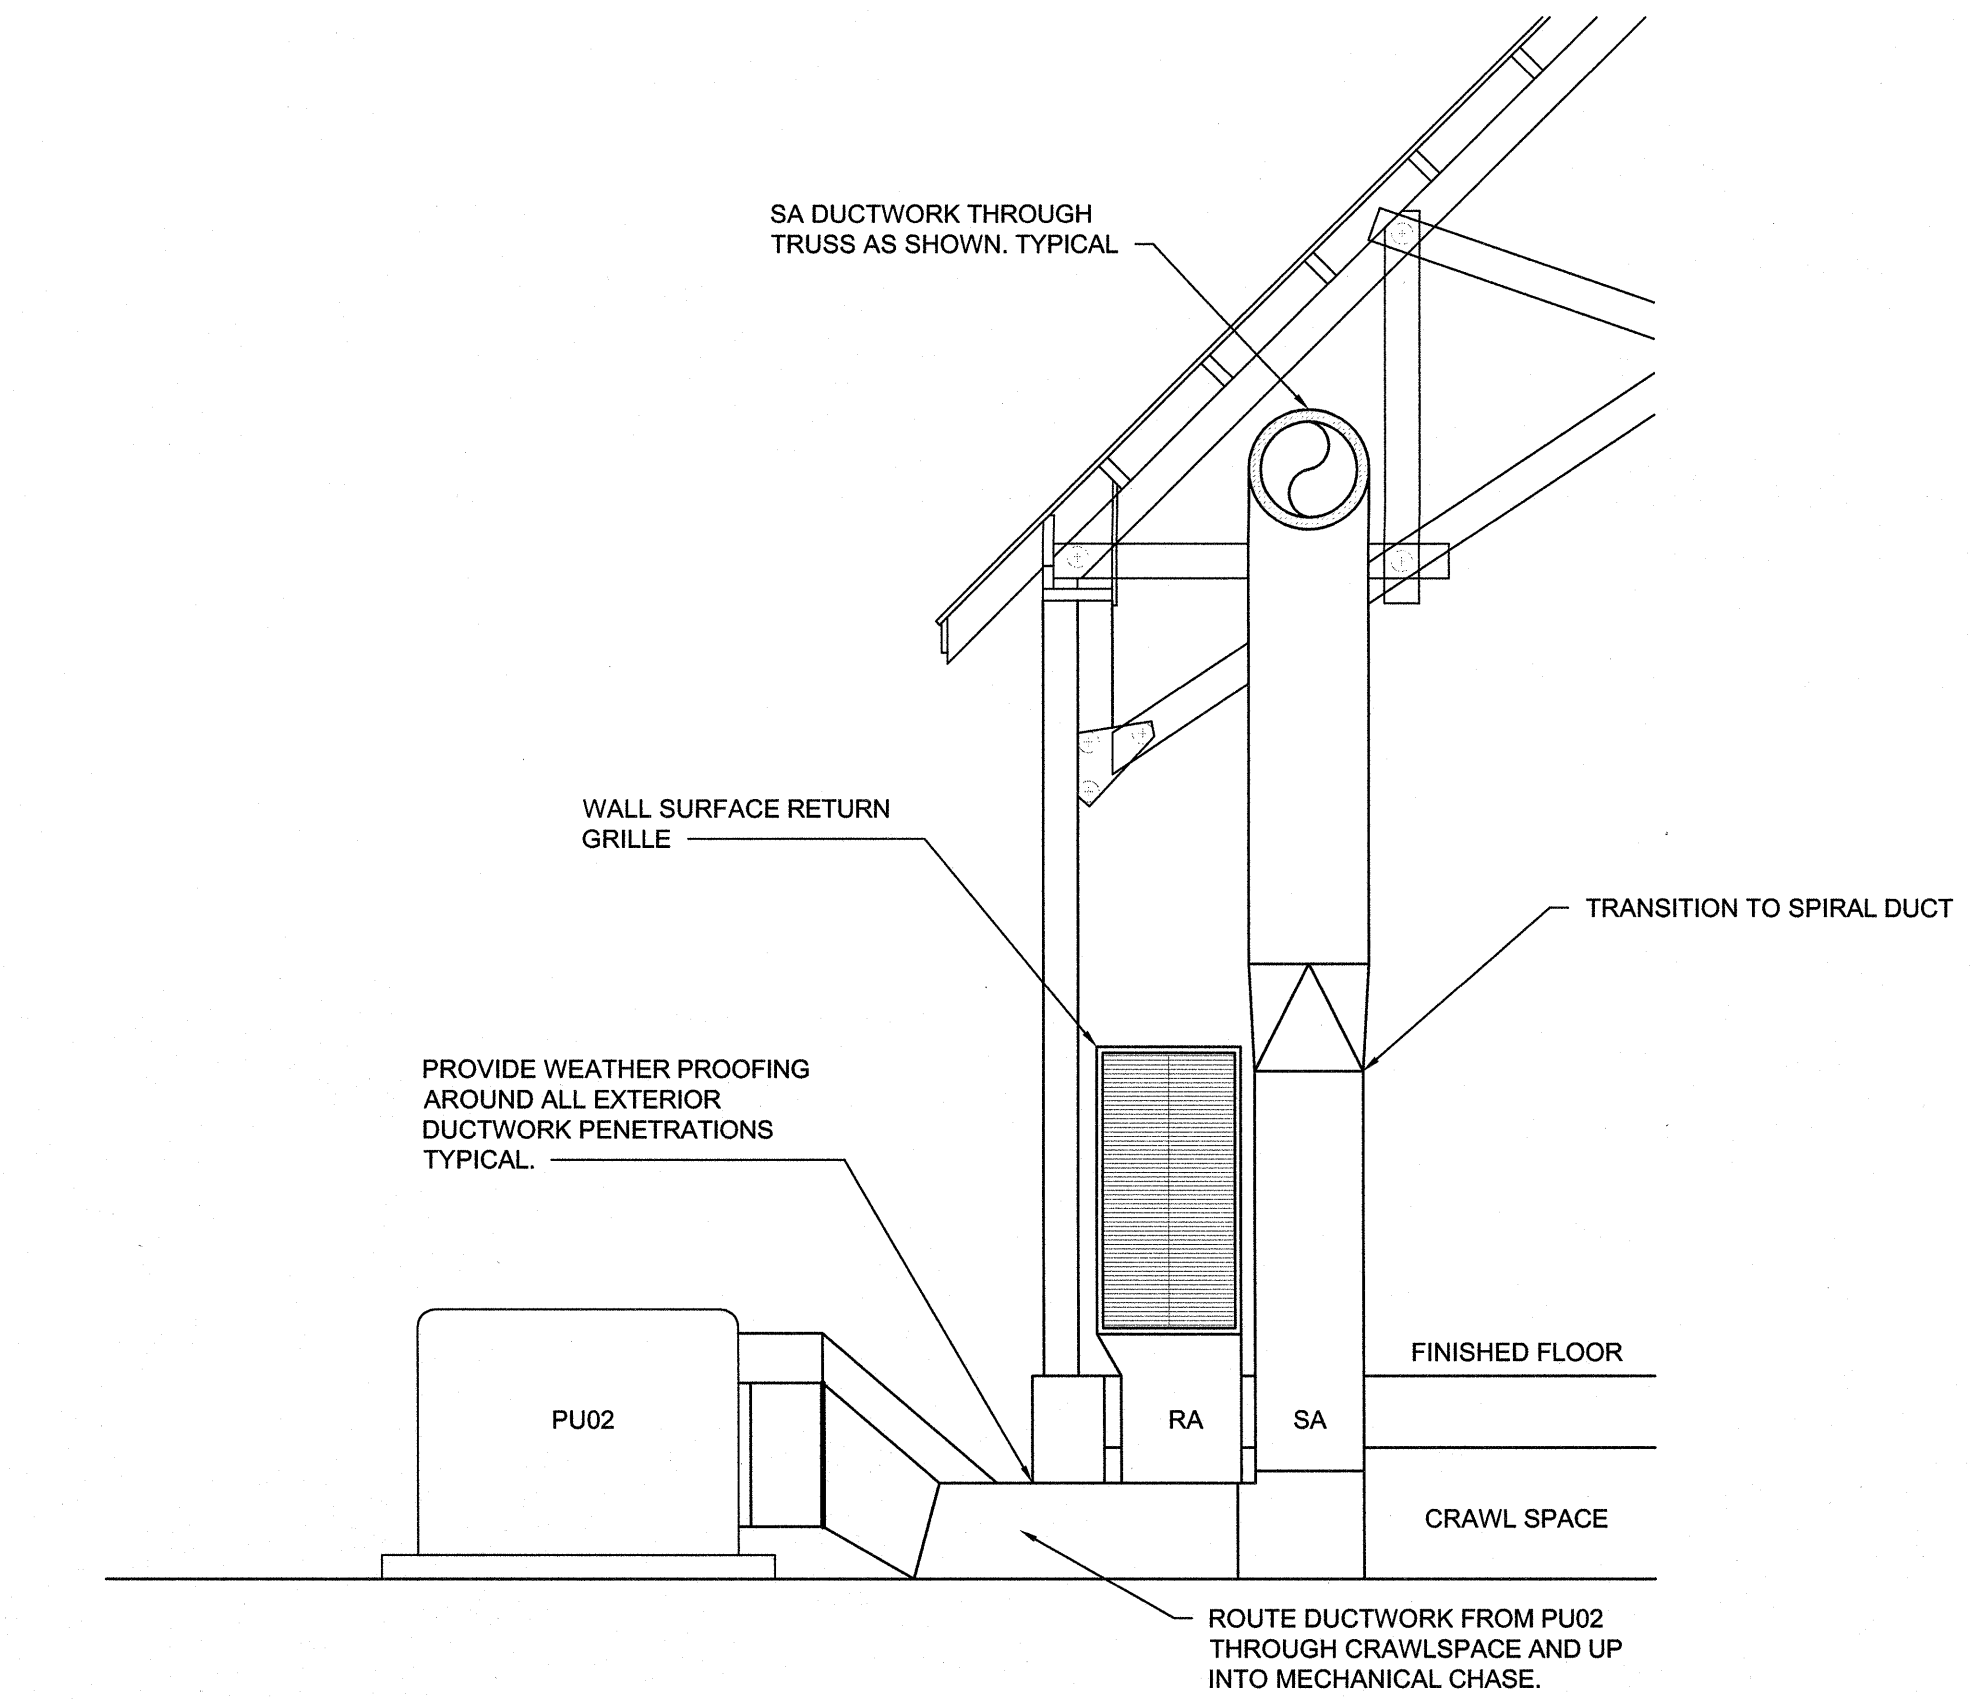 SA DUCTWORK THROUGH
TRUSS AS SHOWN. TYPICAL
WALL SURFACE RETURN
GRILLE
TRANSITION TO SPIRAL DUCT
PROVIDE WEATHER PROOFING
AROUND ALL EXTERIOR
DUCTWORK PENETRATIONS
TYPICAL.
FINISHED FLOOR
PU02
RA
SA
CRAWL SPACE
ROUTE DUCTWORK FROM PU02
THROUGH CRAWLSPACE AND UP
INTO MECHANICAL CHASE.